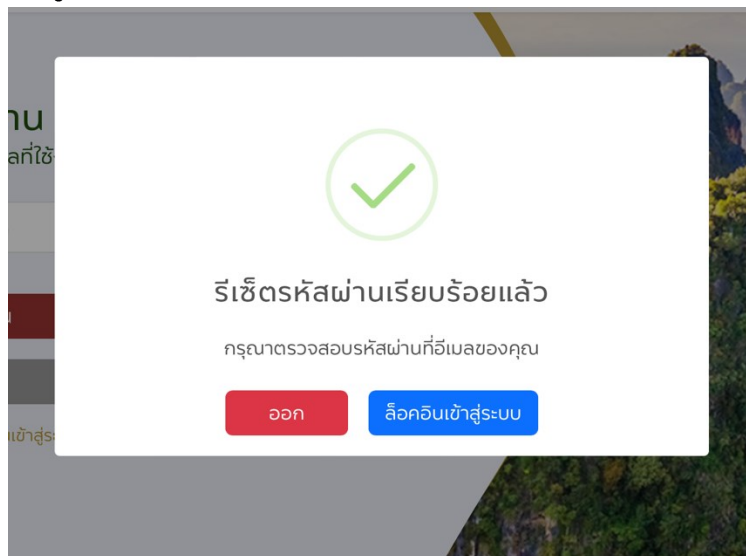 รีเซ็ตรหัสผ่านเรียบร้อยแล้ว
กรุณาตรวจสอบรหัสผ่านที่อีเมลของคุณ
ออก
ล็อคอินเข้าสู่ระบบ